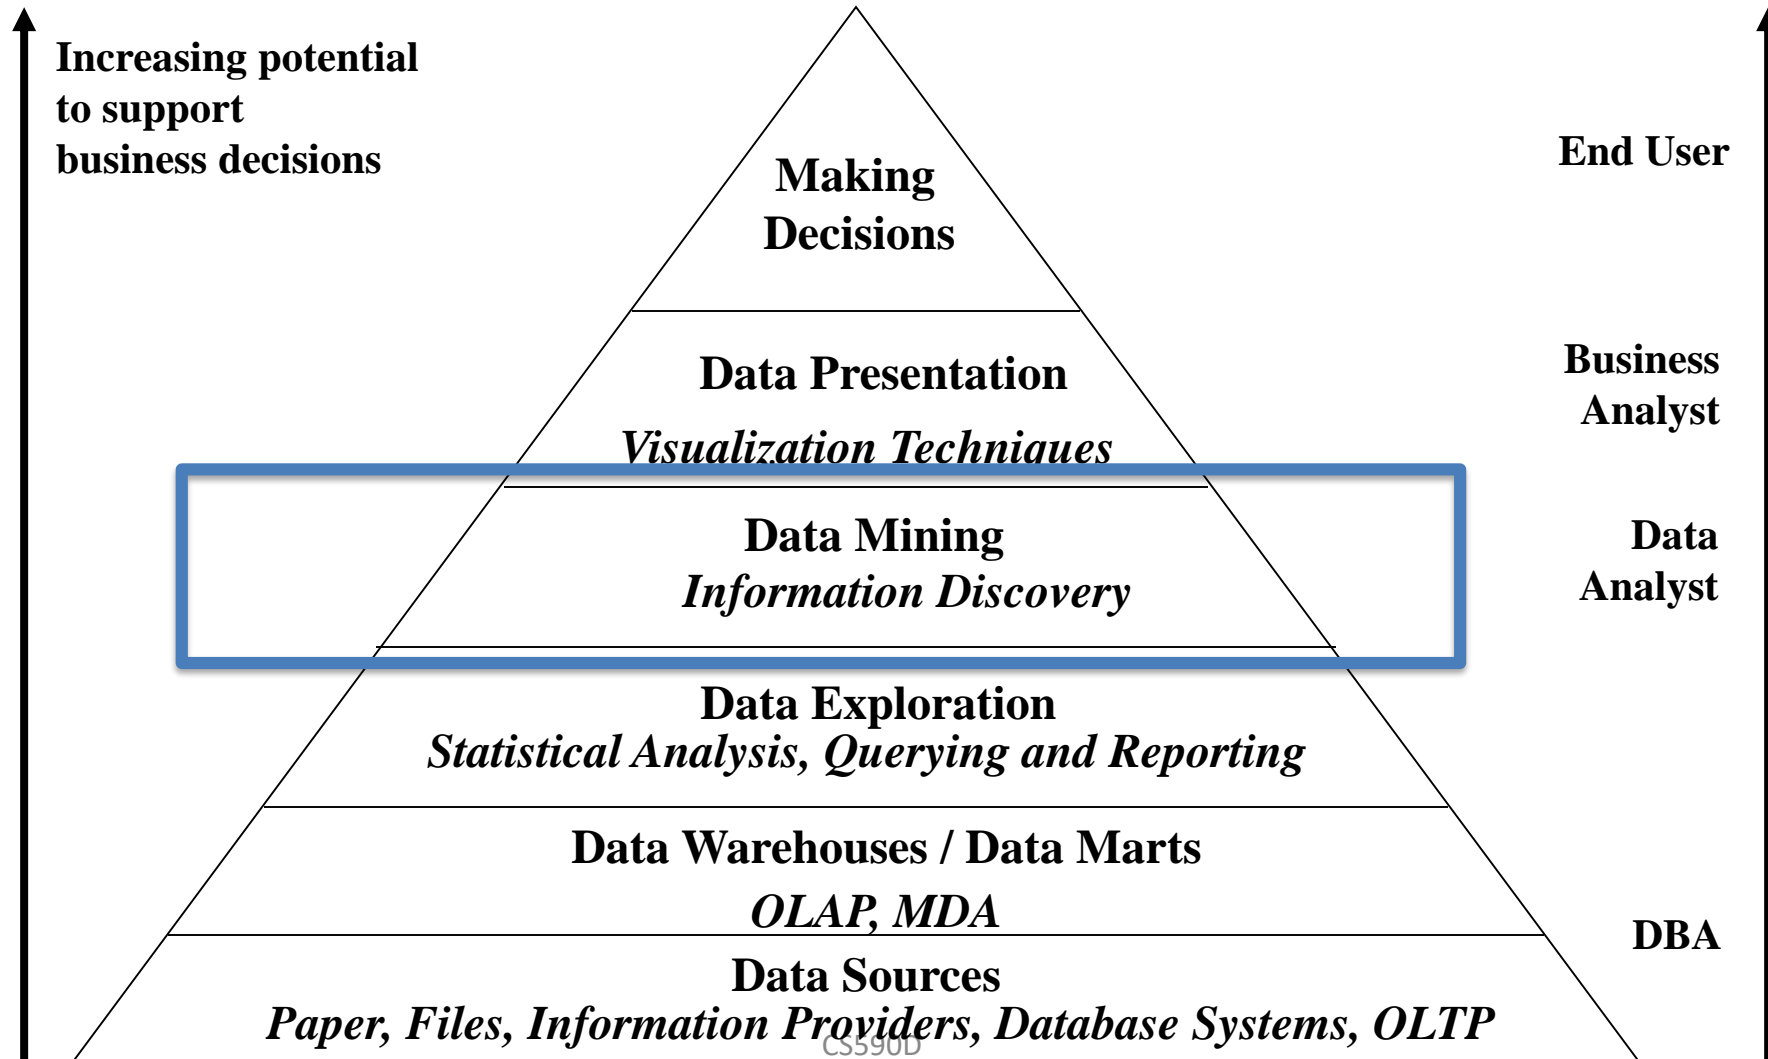 Increasing potential
to support
business decisions
End User
Making
Decisions
Business
Analyst
Data Presentation
Visualization Techniques
Data Mining
Information Discovery
Data
Analyst
Data Exploration
Statistical Analysis, Querying and Reporting
Data Warehouses / Data Marts
OLAP, MDA
DBA
Data Sources
Paper, Files, Information Providers, Database Systems, OLTP
CS590D